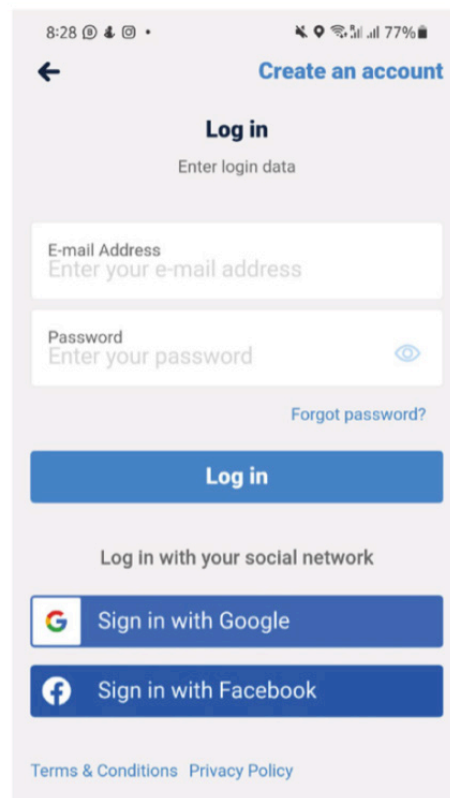 8:28 77%
Create an account
Log in
Enter login data
E-mail Address
Enter your e-mail address
Password
Enter your password
Forgot password?
Log in
Log in with your social network
Sign in with Google
Sign in with Facebook
Terms & Conditions Privacy Policy